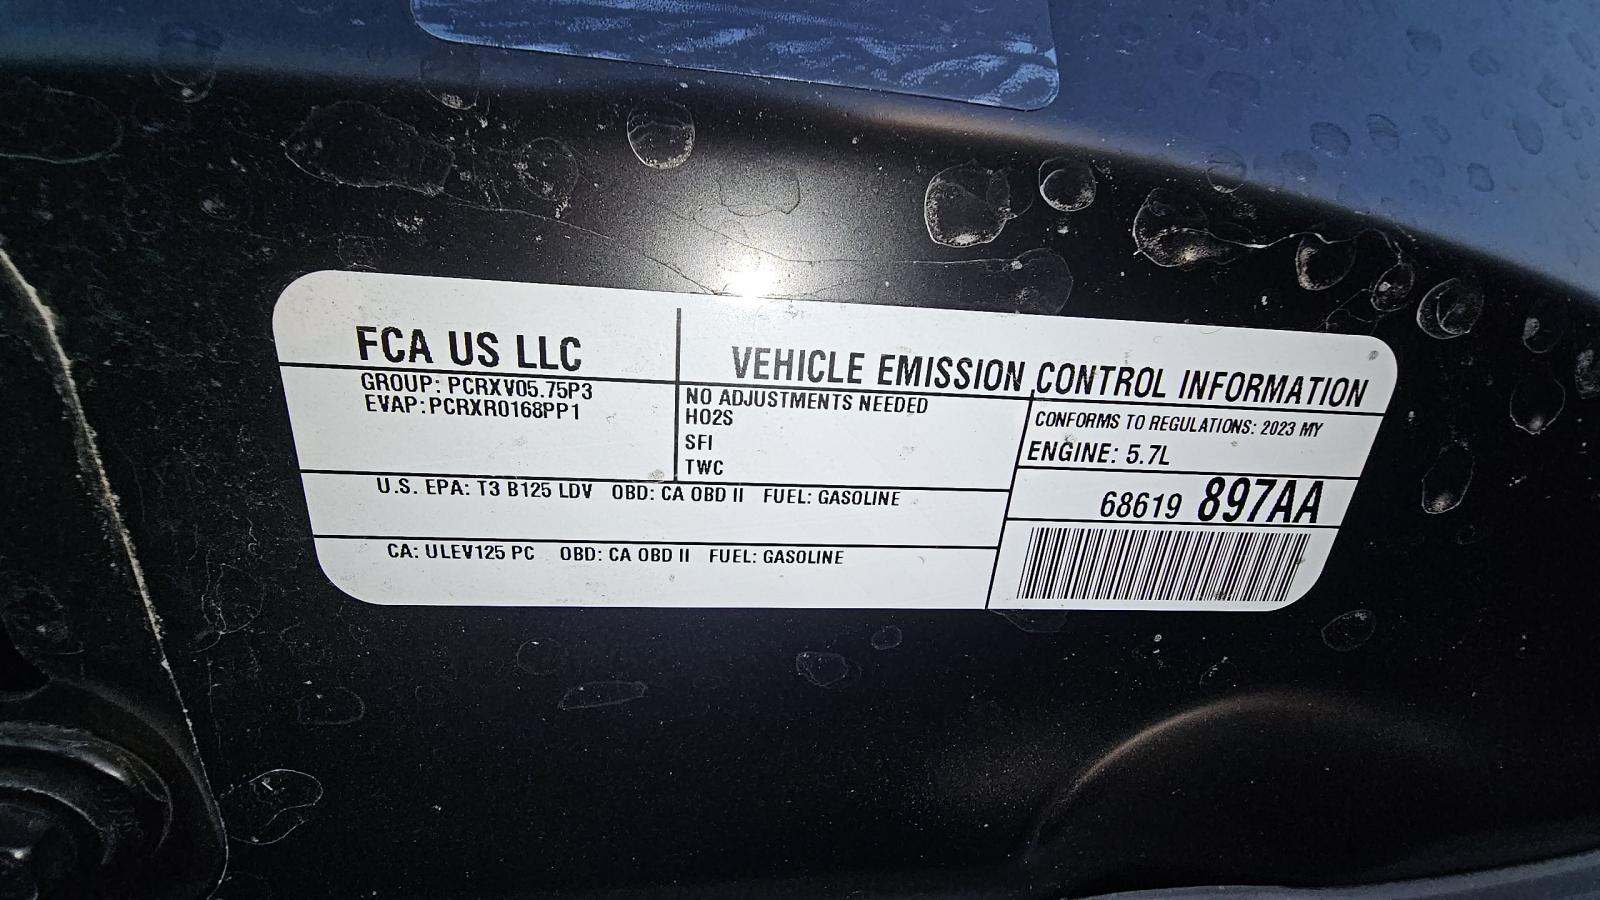 FCA US LLC
VEHICLE EMISSION CONTROL INFORMATION
GROUP: PCRXV05.75P3
EVAP: PCRXR0168PP1
NO ADJUSTMENTS NEEDED
HO2S
SFI
TWC
CONFORMS TO REGULATIONS: 2023 MY
ENGINE: 5.7L
U.S. EPA: T3 B125 LDV OBD: CA OBD II FUEL: GASOLINE
68619 897AA
CA: ULEV125 PC OBD: CA OBD II FUEL: GASOLINE